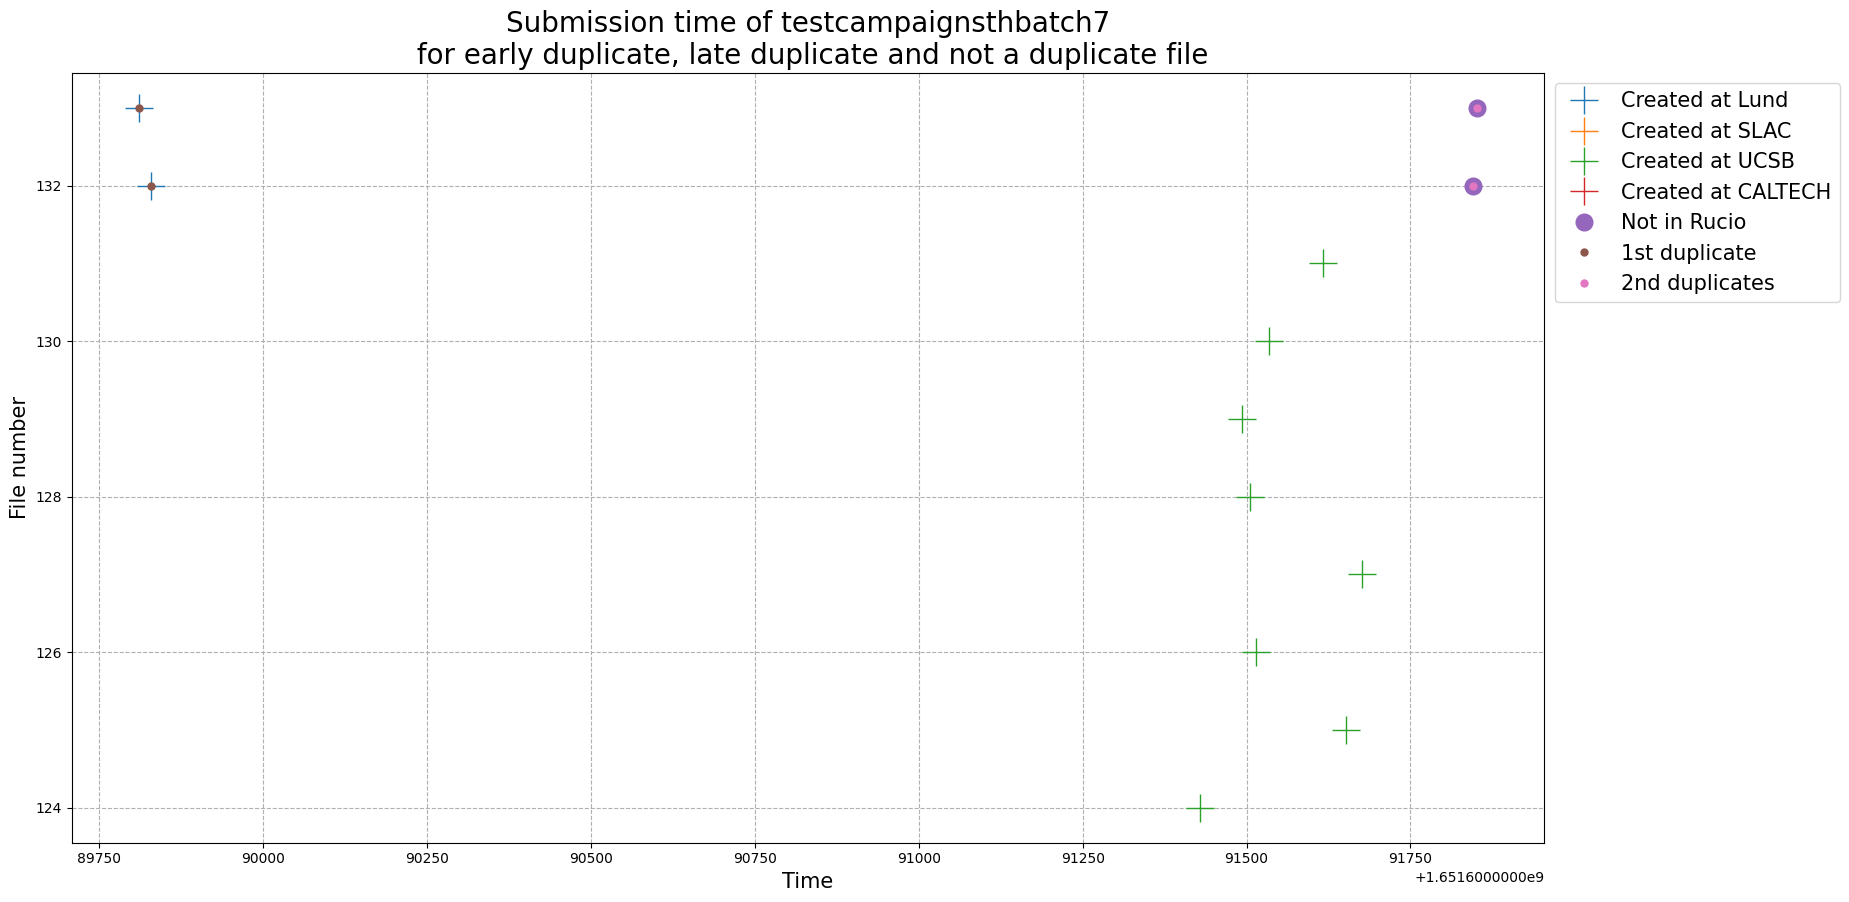 Submission time of testcampaignsthbatch7
for early duplicate, late duplicate and not a duplicate file
Created at Lund
Created at SLAC
Created at UCSB
Created at CALTECH
Not in Rucio
1st duplicate
2nd duplicates
File number
132
130
128
126
124
89750 90000 90250 90500 90750 91000 91250 91500 91750
Time
+1.6516000000e9